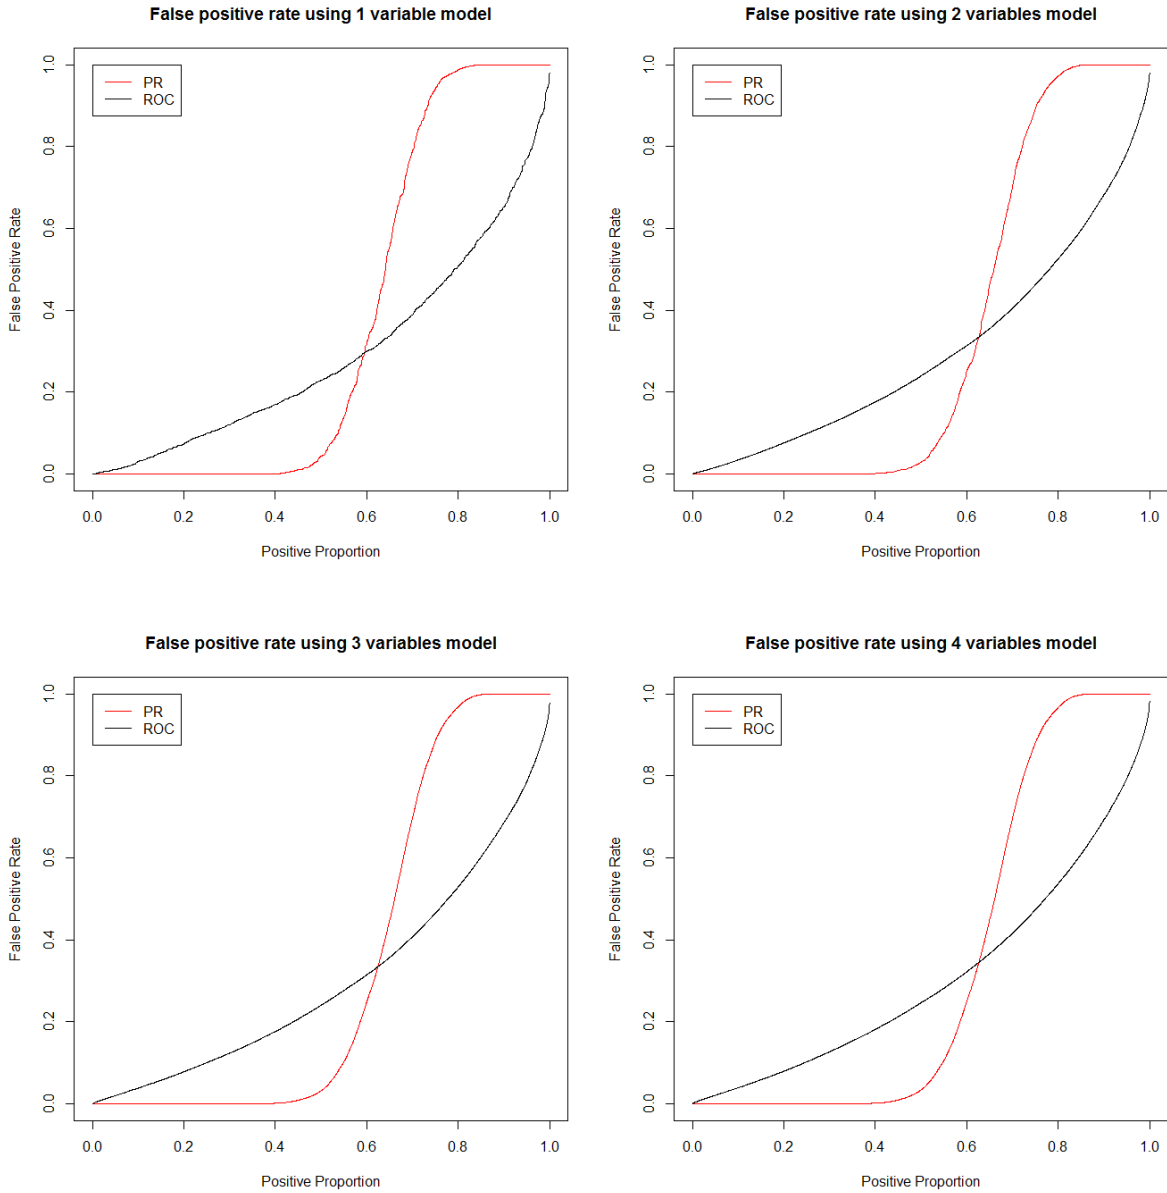 False positive rate using 1 variable model
PR
ROC
1.0
0.8
0.6
0.4
0.2
0.0
False Positive Rate
0.0 0.2 0.4 0.6 0.8 1.0
Positive Proportion
False positive rate using 2 variables model
PR
ROC
1.0
0.8
0.6
0.4
0.2
0.0
False Positive Rate
0.0 0.2 0.4 0.6 0.8 1.0
Positive Proportion
False positive rate using 3 variables model
PR
ROC
1.0
0.8
0.6
0.4
0.2
0.0
False Positive Rate
0.0 0.2 0.4 0.6 0.8 1.0
Positive Proportion
False positive rate using 4 variables model
PR
ROC
1.0
0.8
0.6
0.4
0.2
0.0
False Positive Rate
0.0 0.2 0.4 0.6 0.8 1.0
Positive Proportion